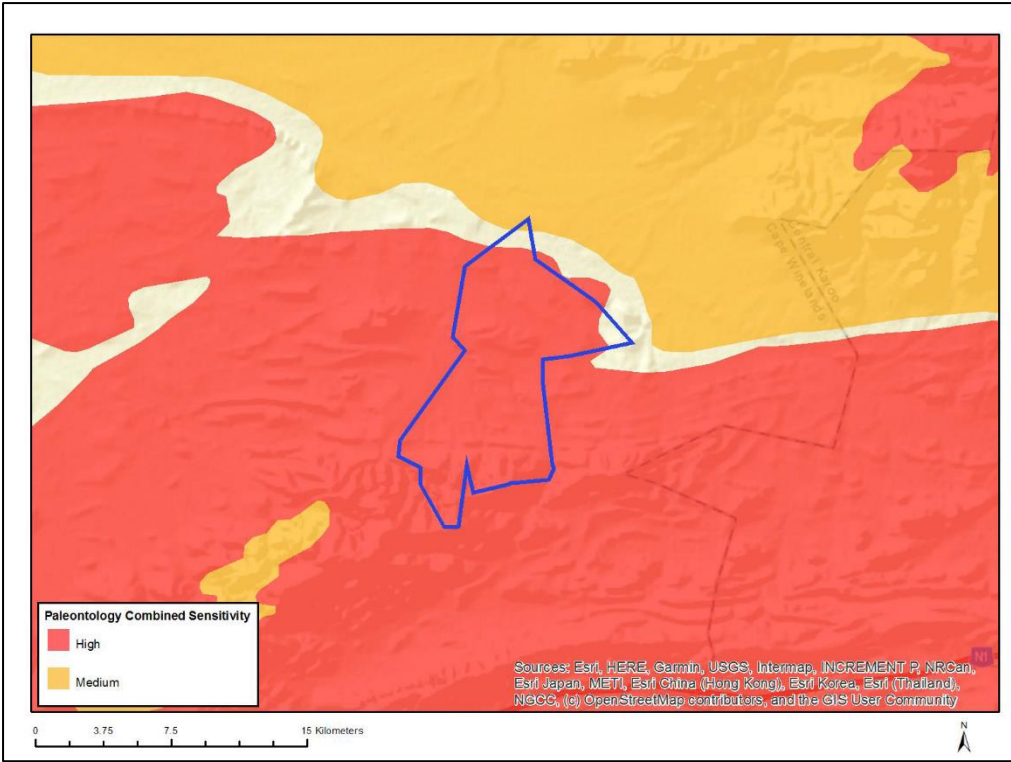 Central Karoo
Cape Winelands
Paleontology Combined Sensitivity
High
Medium
N1
Sources: Esri, HERE, Garmin, USGS, Intermap, INCREMENT P, NRCan,
Esri Japan, METI, Esri China (Hong Kong), Esri Korea, Esri (Thailand),
NGCC, (c) OpenStreetMap contributors, and the GIS User Community
0 3.75 7.5 15 Kilometers
N